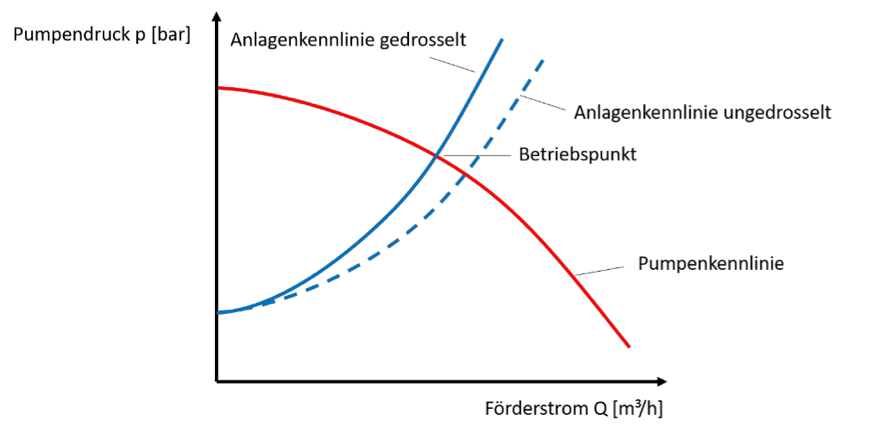 Pumpendruck p [bar]
Anlagenkennlinie gedrosselt
Anlagenkennlinie ungedrosselt
Betriebspunkt
Pumpenkennlinie
Förderstrom Q [m³/h]